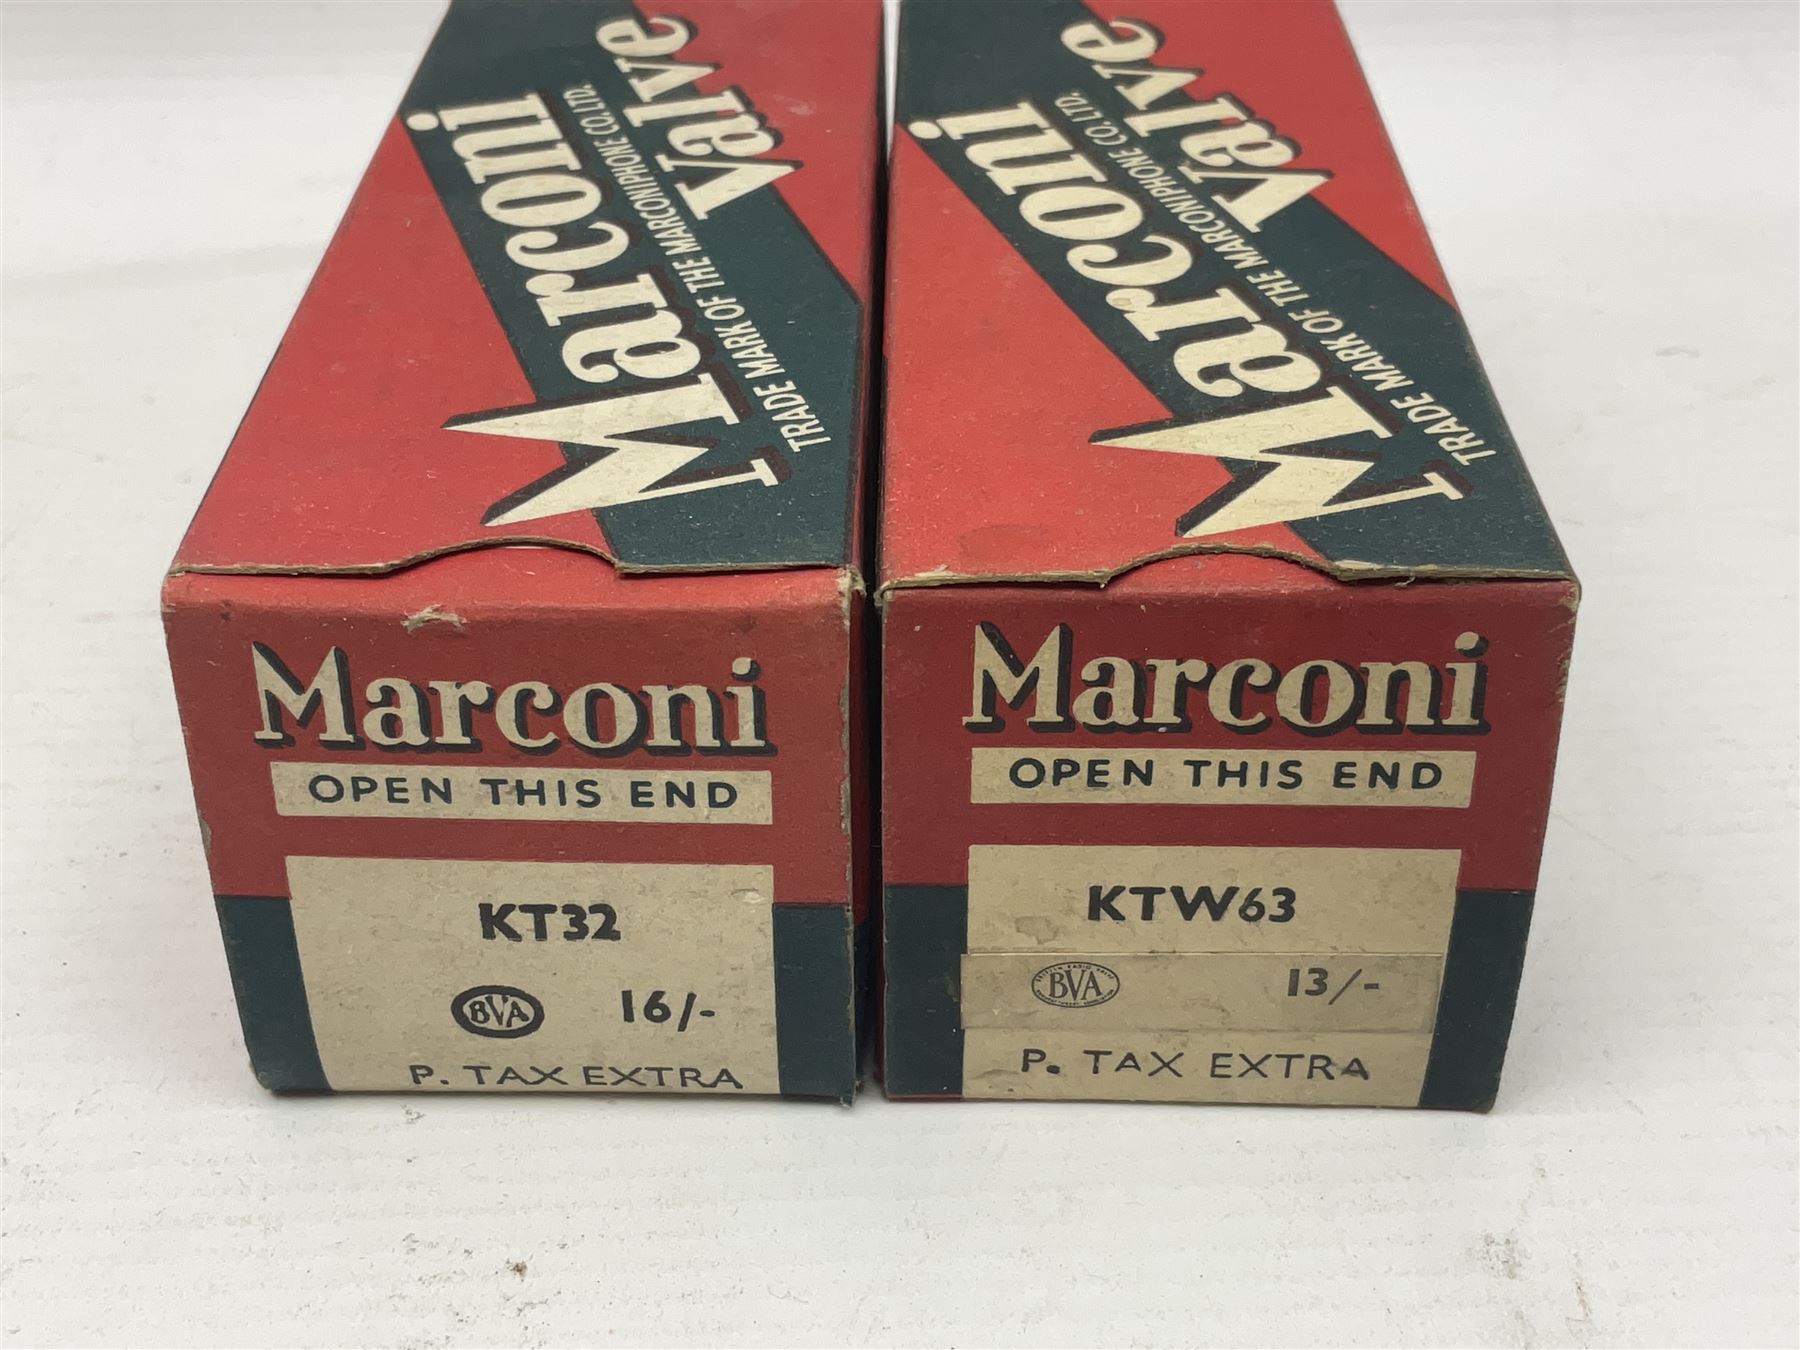 Marconi
TRADE MARK OF THE MARCONIPHONE CO. LTD.
Valve
Marconi
OPEN THIS END
KT32
BVA 16/-
P. TAX EXTRA
Marconi
TRADE MARK OF THE MARCONIPHONE CO. LTD.
Valve
Marconi
OPEN THIS END
KTW63
BVA 13/-
P. TAX EXTRA